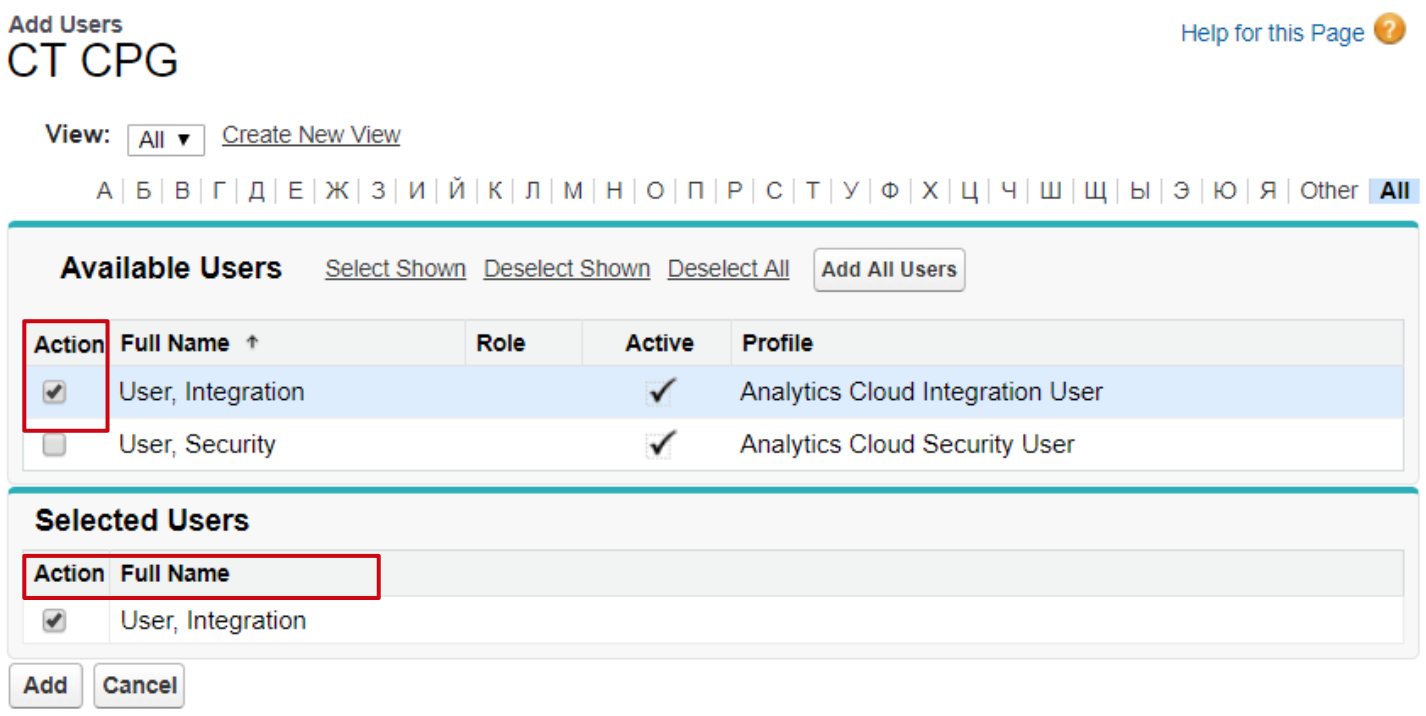 Add Users
Help for this Page ?
CT CPG
View: All ▼ Create New View
А | Б | В | Г | Д | Е | Ж | З | И | Й | К | Л | М | Н | О | П | Р | С | Т | У | Ф | Х | Ц | Ч | Ш | Щ | Ы | Э | Ю | Я | Other | All
Available Users Select Shown Deselect Shown Deselect All Add All Users
Action Full Name ↑ Role Active Profile
User, Integration Analytics Cloud Integration User
User, Security Analytics Cloud Security User
Selected Users
Action Full Name
User, Integration
Add Cancel